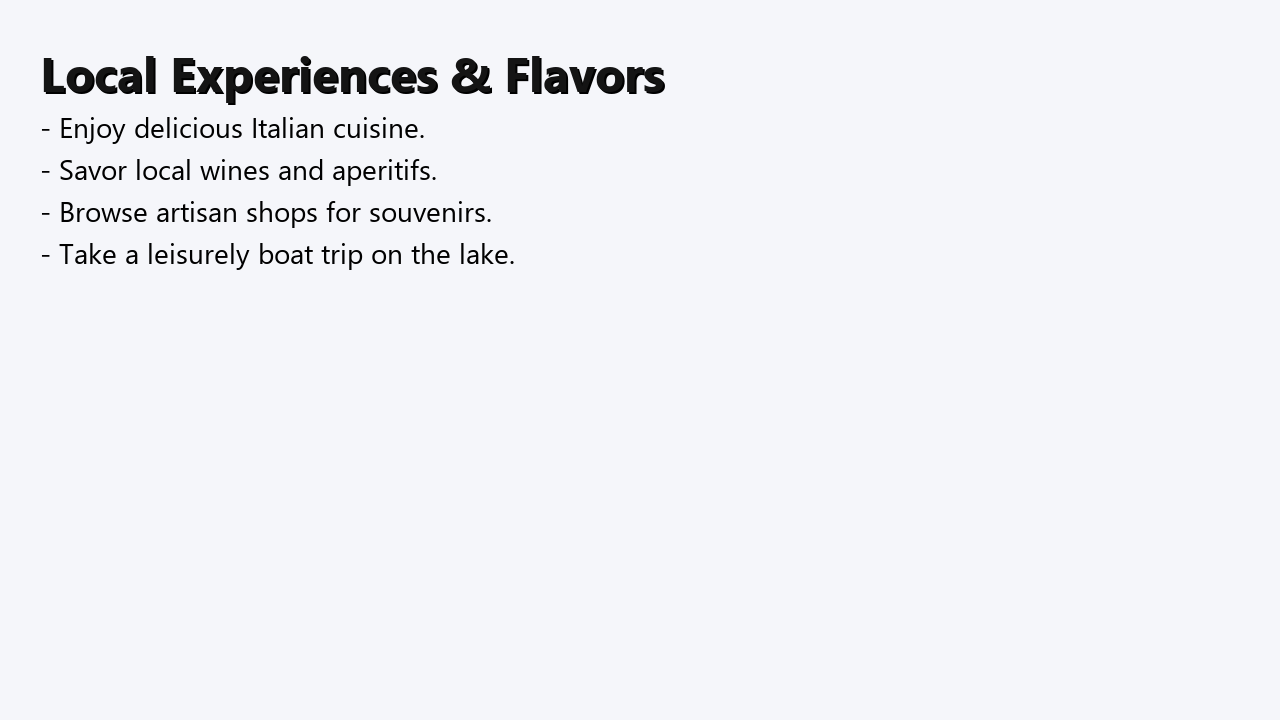 Local Experiences & Flavors
- Enjoy delicious Italian cuisine.
- Savor local wines and aperitifs.
- Browse artisan shops for souvenirs.
- Take a leisurely boat trip on the lake.